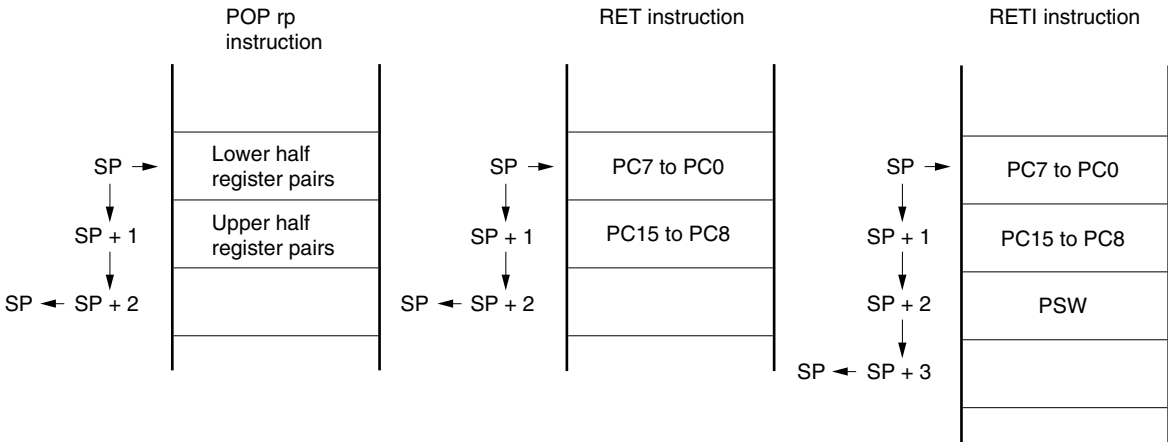 POP rp
instruction
SP
Lower half
register pairs
SP + 1
Upper half
register pairs
SP
SP + 2
RET instruction
SP
PC7 to PC0
SP + 1
PC15 to PC8
SP
SP + 2
RETI instruction
SP
PC7 to PC0
SP + 1
PC15 to PC8
SP + 2
PSW
SP
SP + 3